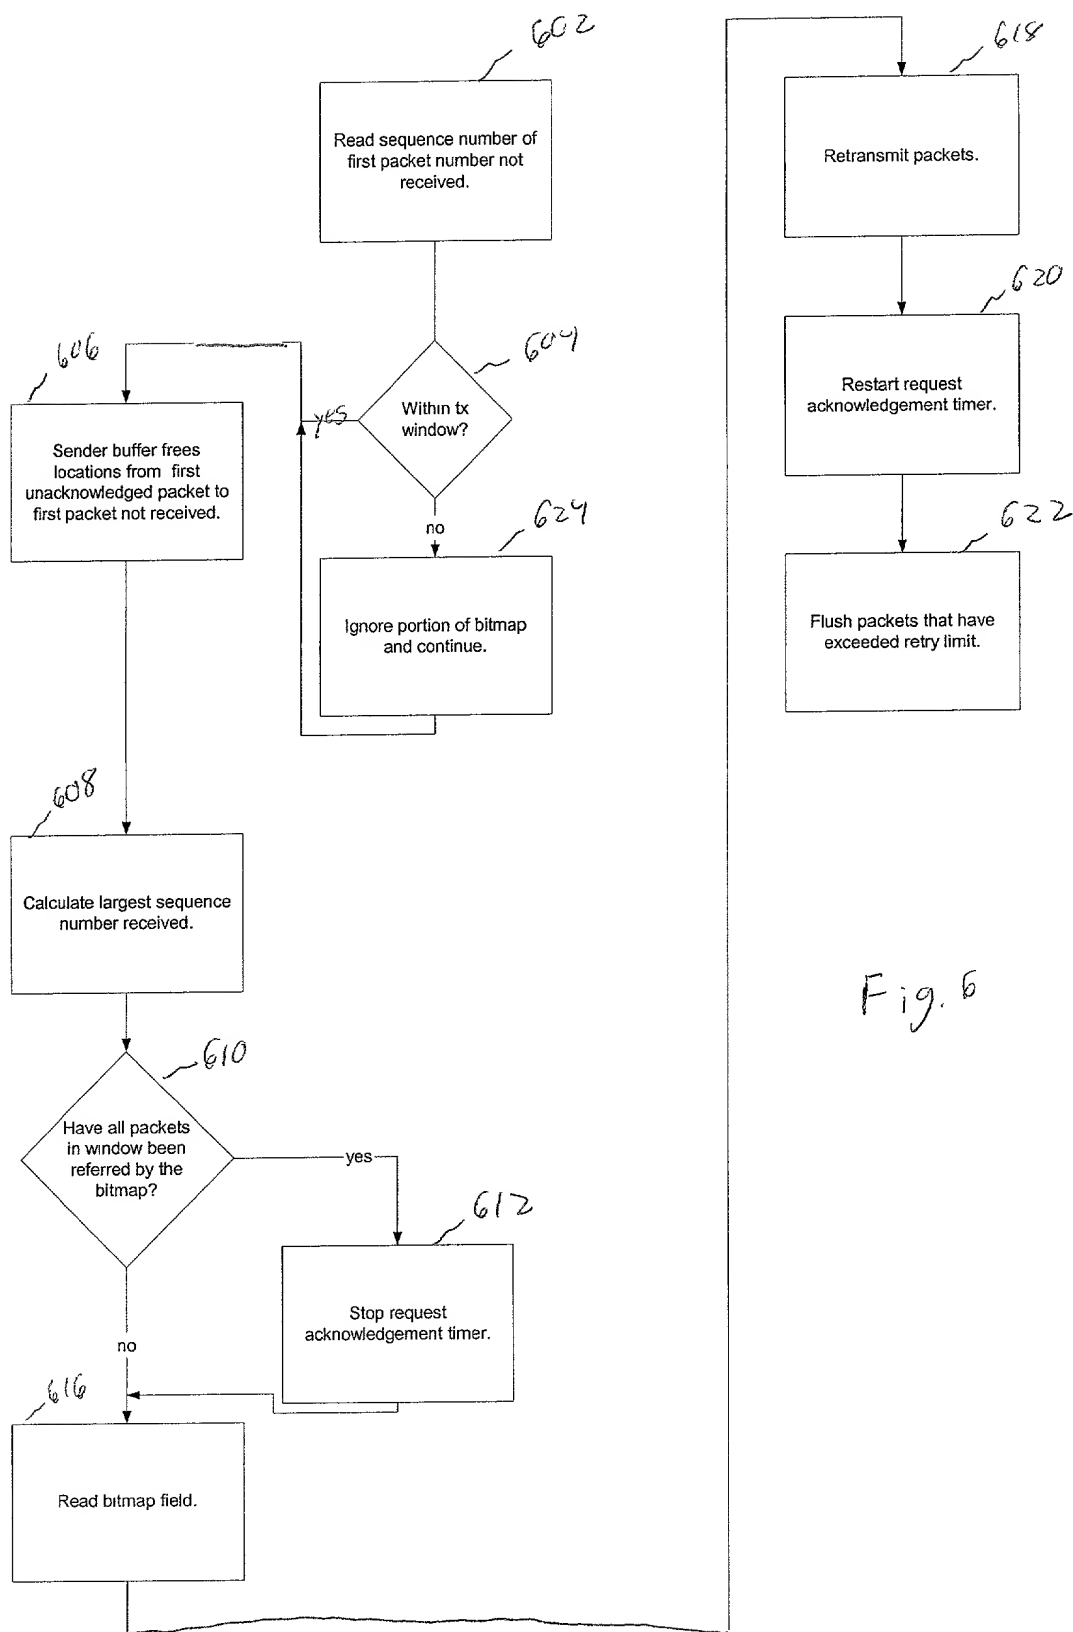 602
Read sequence number of
first packet number not
received.
604
Within tx
window?
yes
no
606
Sender buffer frees
locations from first
unacknowledged packet to
first packet not received.
624
Ignore portion of bitmap
and continue.
608
Calculate largest sequence
number received.
610
Have all packets
in window been
referred by the
bitmap?
yes
no
612
Stop request
acknowledgement timer.
616
Read bitmap field.
618
Retransmit packets.
620
Restart request
acknowledgement timer.
622
Flush packets that have
exceeded retry limit.
Fig. 6